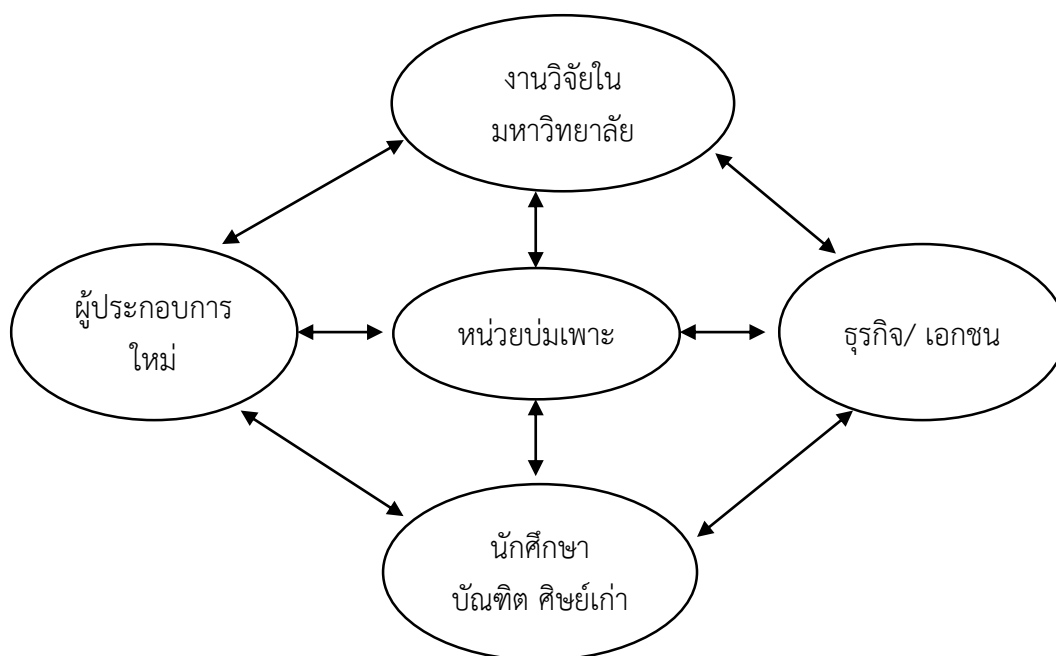 งานวิจัยใน
มหาวิทยาลัย
ผู้ประกอบการ
ใหม่
หน่วยบ่มเพาะ
ธุรกิจ/ เอกชน
นักศึกษา
บัณฑิต ศิษย์เก่า